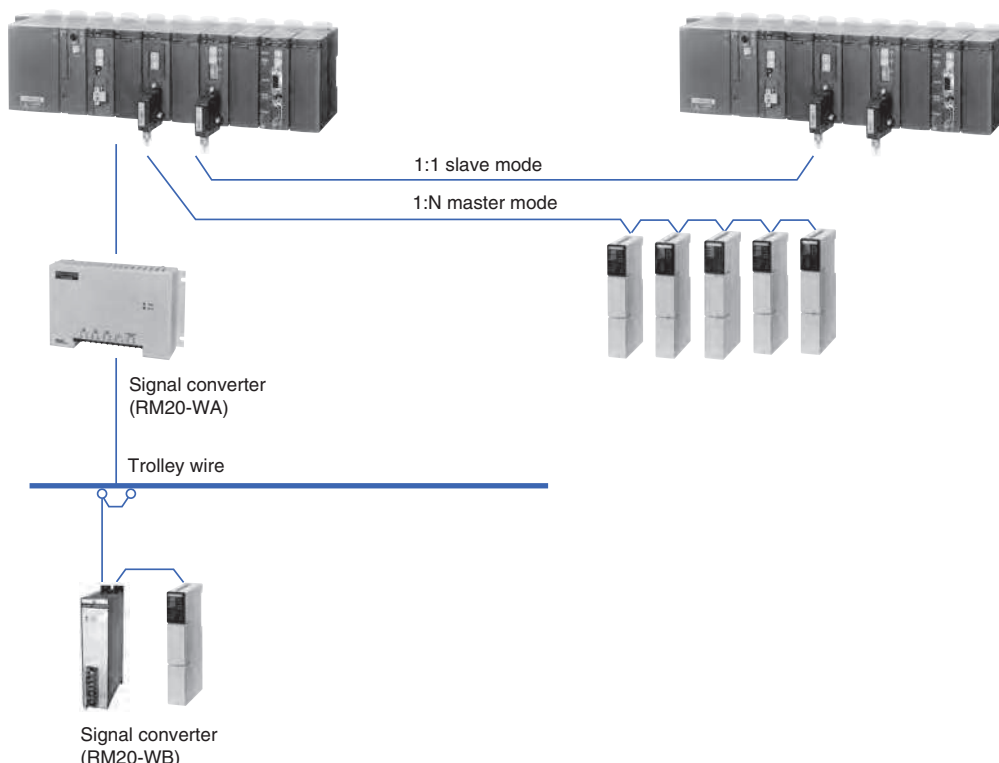 1:1 slave mode
1:N master mode
Signal converter
(RM20-WA)
Trolley wire
Signal converter
(RM20-WB)